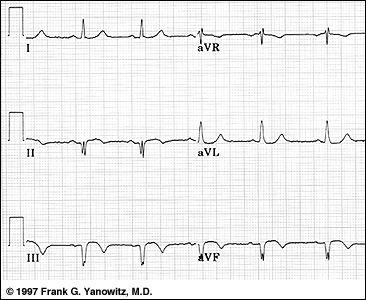 I
aVR
II
aVL
III
aVF
© 1997 Frank G. Yanowitz, M.D.